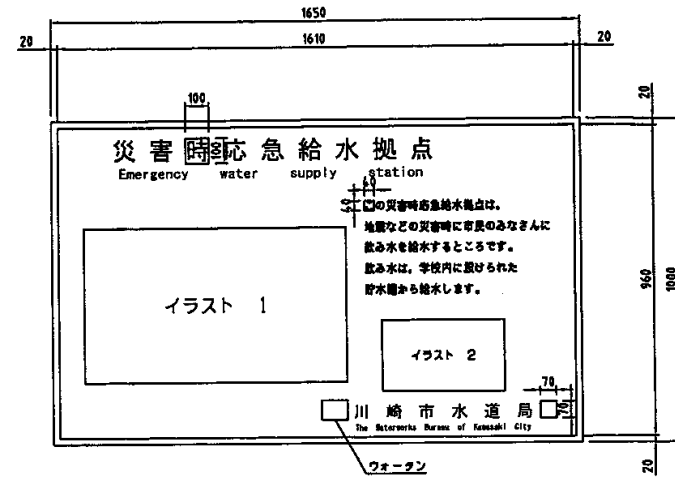 1650
20 1610 20
100
20
災害時応急給水拠点
80
Emergency water supply station
60
60
この災害時応急給水拠点は、
地震などの災害時に市民のみなさんに
飲み水を給水するところです。
飲み水は、学校内に設けられた
貯水槽から給水します。
960
1000
イラスト 1
イラスト 2
70
70
川崎市水道局
The Waterworks Bureau of Kawasaki City
ウォータン
20